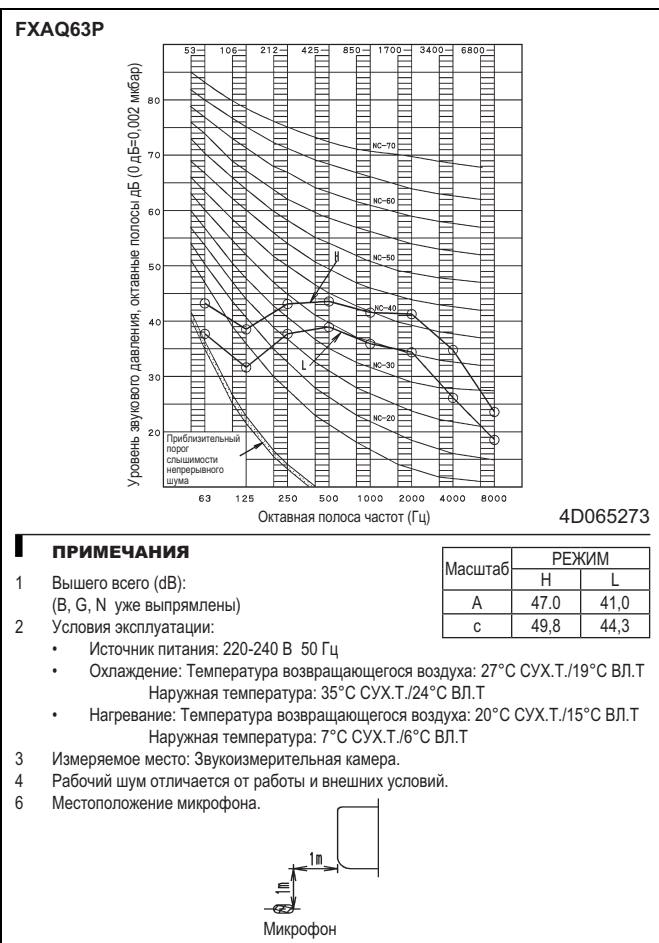 FXAQ63P
53 106 212 425 850 1700 3400 6800
Уровень звукового давления, октавные полосы дБ (0 дБ=0,002 мкбар)
80
70
60
50
40
30
20
NC-70
NC-60
NC-50
NC-40
NC-30
NC-20
H
L
Приблизительный
порог
слышимости
непрерывного
шума
63 125 250 500 1000 2000 4000 8000
Октавная полоса частот (Гц)
4D065273
ПРИМЕЧАНИЯ
1 Вышего всего (dB):
(B, G, N уже выпрямлены)
Масштаб РЕЖИМ
H L
A 47.0 41,0
c 49,8 44,3
2 Условия эксплуатации:
• Источник питания: 220-240 В 50 Гц
• Охлаждение: Температура возвращающегося воздуха: 27°C СУХ.Т./19°C ВЛ.Т
Наружная температура: 35°C СУХ.Т./24°C ВЛ.Т
• Нагревание: Температура возвращающегося воздуха: 20°C СУХ.Т./15°C ВЛ.Т
Наружная температура: 7°C СУХ.Т./6°C ВЛ.Т
3 Измеряемое место: Звукоизмерительная камера.
4 Рабочий шум отличается от работы и внешних условий.
6 Местоположение микрофона.
1m
1m
Микрофон